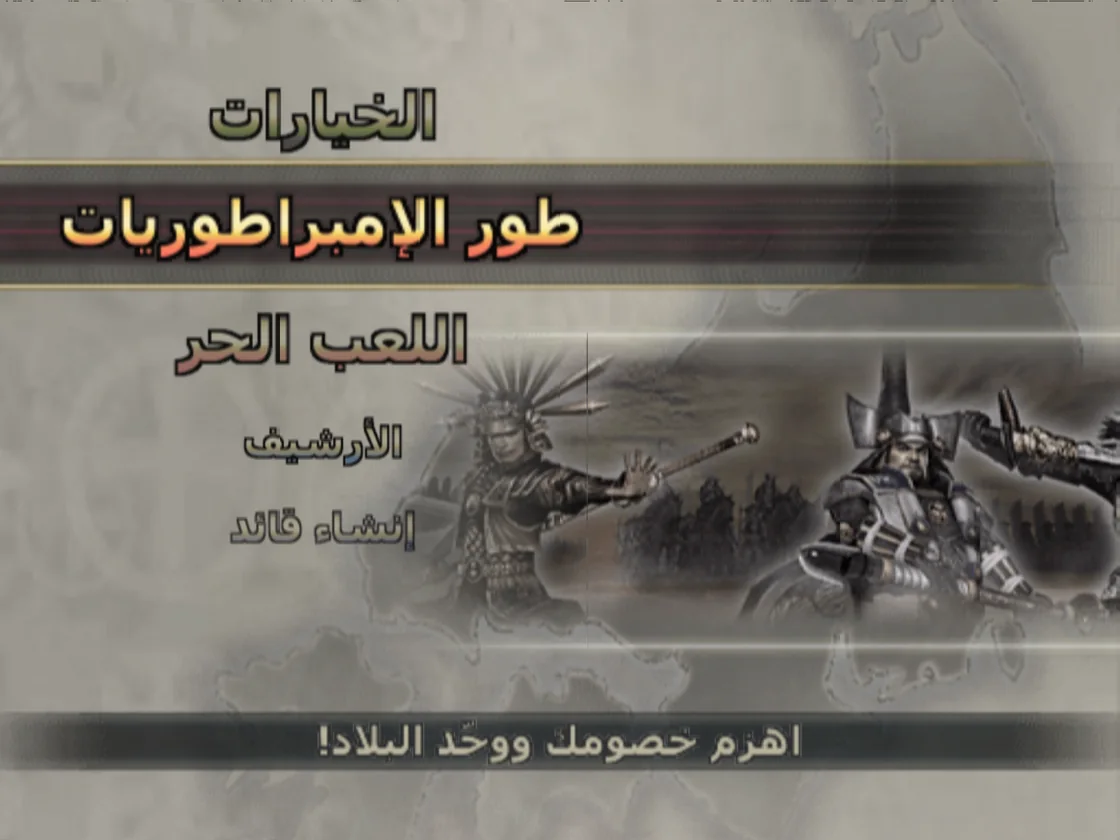 الخيارات
طور الإمبراطوريات
اللعب الحر
الأرشيف
إنشاء قائد
اهزم خصومك ووحّد البلاد!